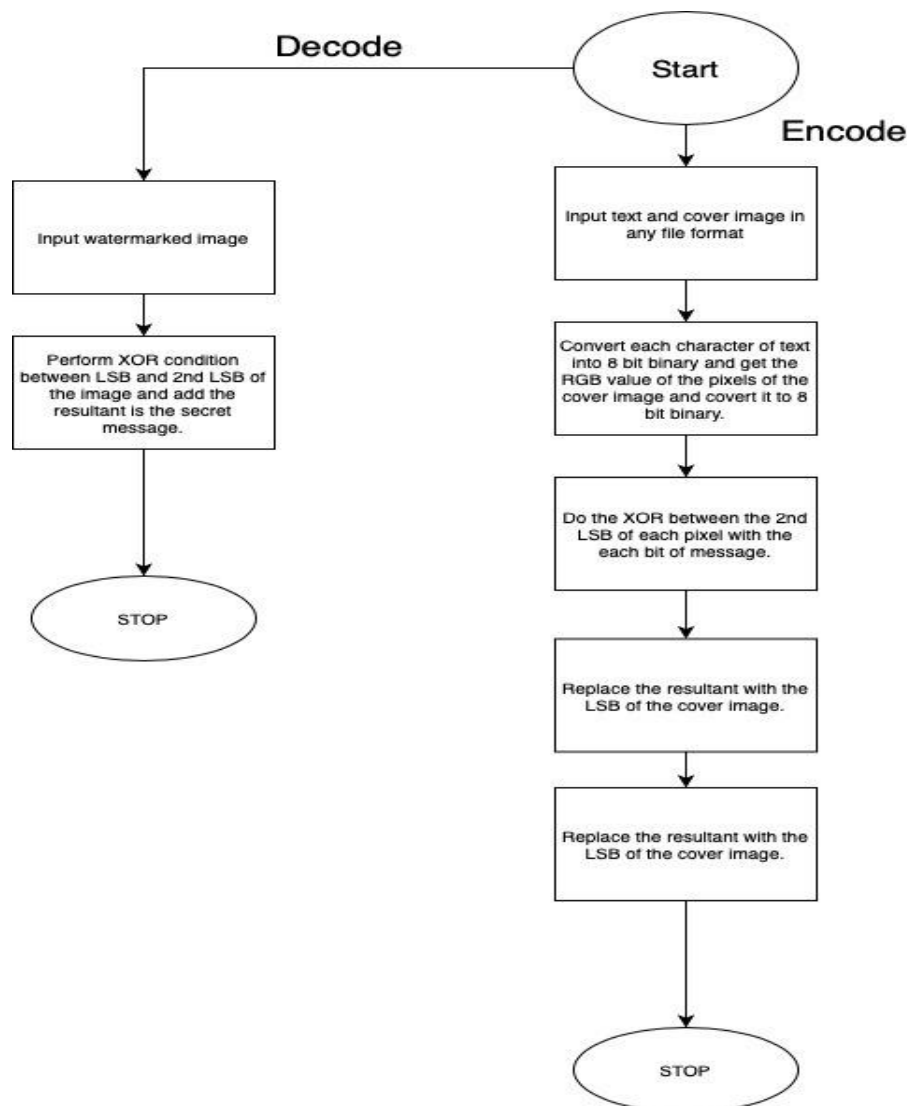 Decode
Start
Encode
Input watermarked image
Input text and cover image in
any file format
Perform XOR condition
between LSB and 2nd LSB of
the image and add the
resultant is the secret
message.
Convert each character of text
into 8 bit binary and get the
RGB value of the pixels of the
cover image and covert it to 8
bit binary.
Do the XOR between the 2nd
LSB of each pixel with the
each bit of message.
STOP
Replace the resultant with the
LSB of the cover image.
Replace the resultant with the
LSB of the cover image.
STOP